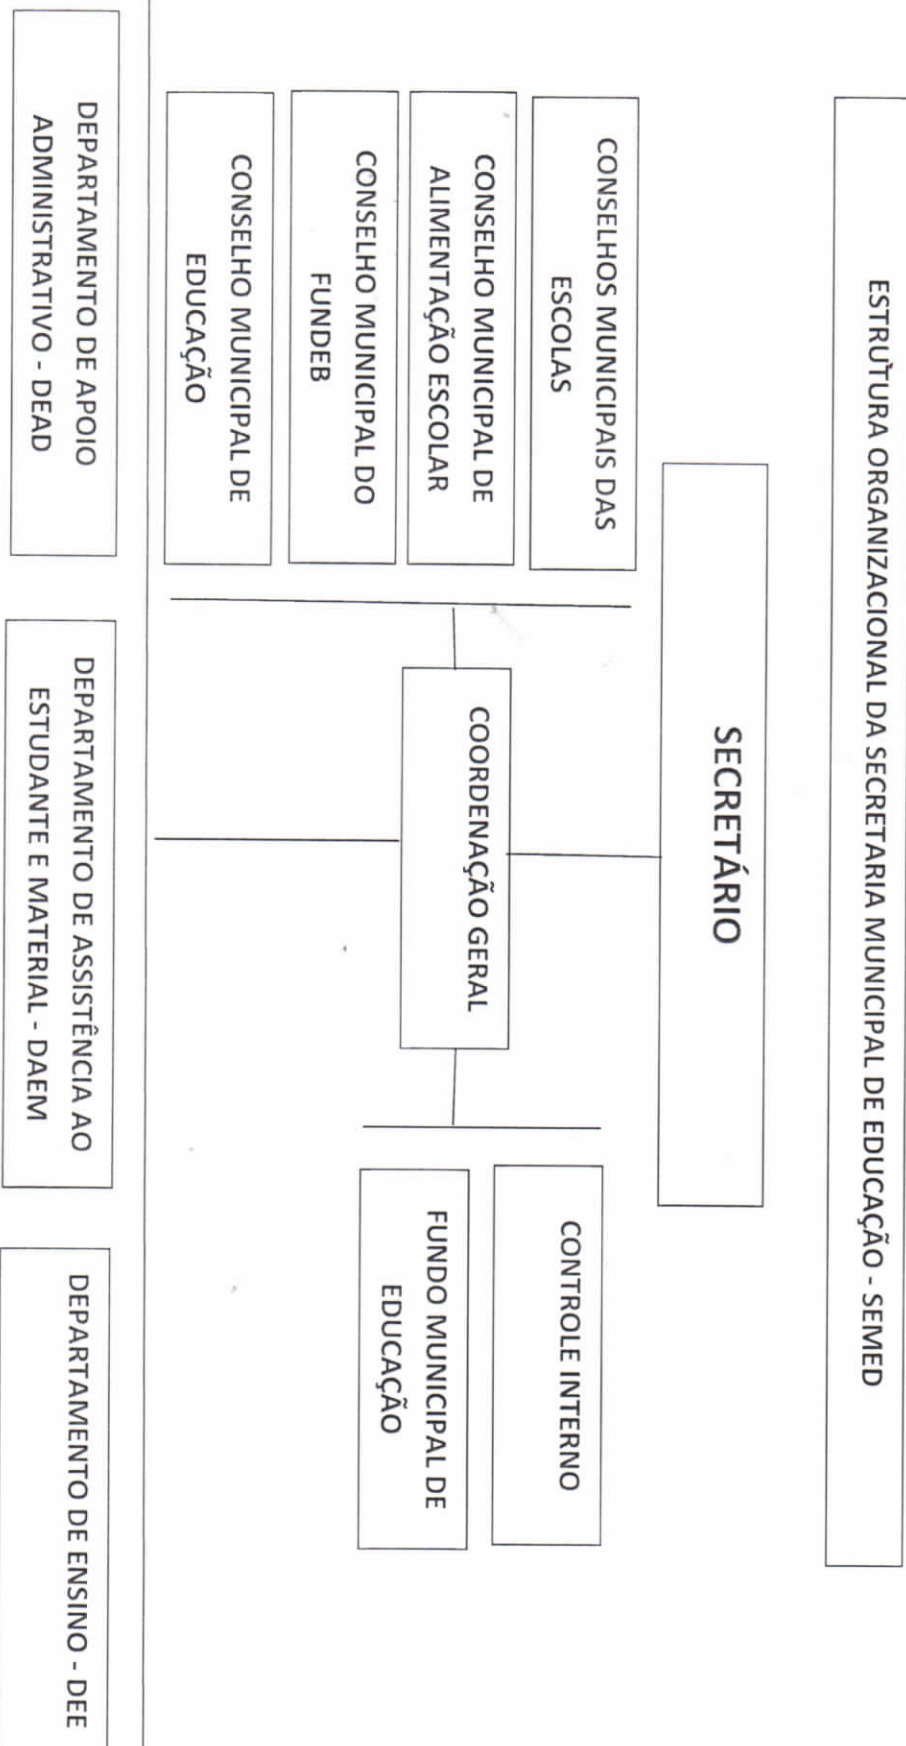 ESTRUTURA ORGANIZACIONAL DA SECRETARIA MUNICIPAL DE EDUCAÇÃO - SEMED
SECRETÁRIO
CONSELHOS MUNICIPAIS DAS
ESCOLAS
CONSELHO MUNICIPAL DE
ALIMENTAÇÃO ESCOLAR
CONSELHO MUNICIPAL DO
FUNDEB
CONSELHO MUNICIPAL DE
EDUCAÇÃO
COORDENAÇÃO GERAL
CONTROLE INTERNO
FUNDO MUNICIPAL DE
EDUCAÇÃO
DEPARTAMENTO DE APOIO
ADMINISTRATIVO - DEAD
DEPARTAMENTO DE ASSISTÊNCIA AO
ESTUDANTE E MATERIAL - DAEM
DEPARTAMENTO DE ENSINO - DEE